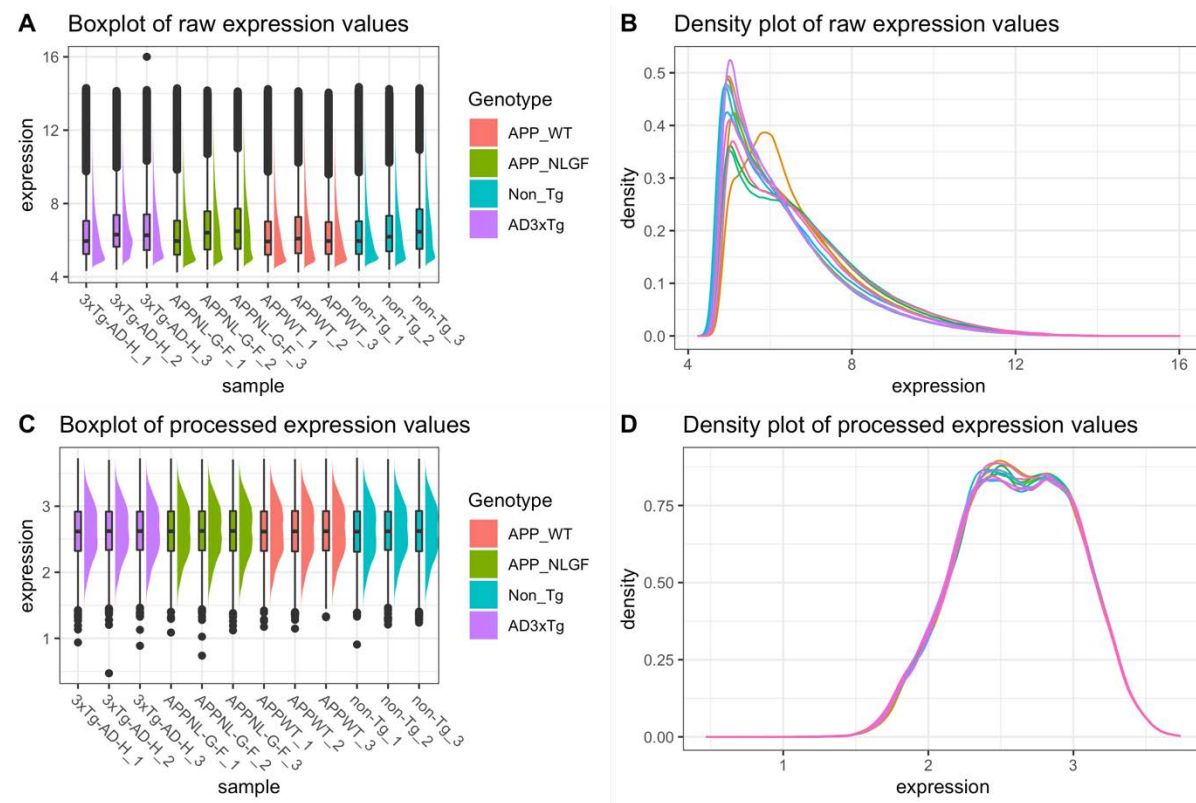 A Boxplot of raw expression values
16
12
8
4
expression
3xTg-AD-H_1
3xTg-AD-H_2
3xTg-AD-H_3
APPNL-G-F_1
APPNL-G-F_2
APPNL-G-F_3
APPWT_1
APPWT_2
APPWT_3
non-Tg_1
non-Tg_2
non-Tg_3
sample
Genotype
APP_WT
APP_NLGF
Non_Tg
AD3xTg
B Density plot of raw expression values
0.5
0.4
0.3
0.2
0.1
0.0
density
4 8 12 16
expression
C Boxplot of processed expression values
3
2
1
expression
3xTg-AD-H_1
3xTg-AD-H_2
3xTg-AD-H_3
APPNL-G-F_1
APPNL-G-F_2
APPNL-G-F_3
APPWT_1
APPWT_2
APPWT_3
non-Tg_1
non-Tg_2
non-Tg_3
sample
Genotype
APP_WT
APP_NLGF
Non_Tg
AD3xTg
D Density plot of processed expression values
0.75
0.50
0.25
0.00
density
1 2 3
expression